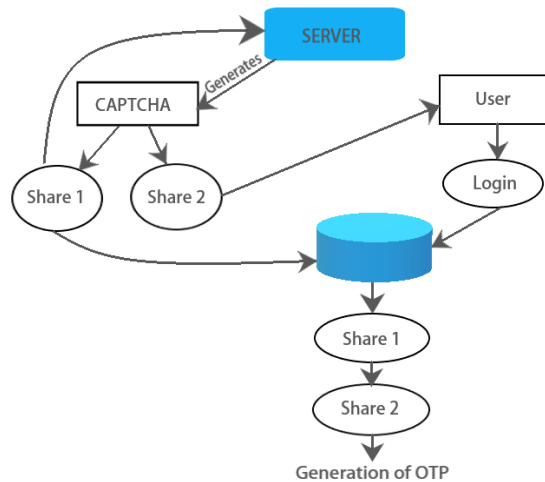 SERVER
Generates
CAPTCHA
User
Share 1
Share 2
Login
Share 1
Share 2
Generation of OTP